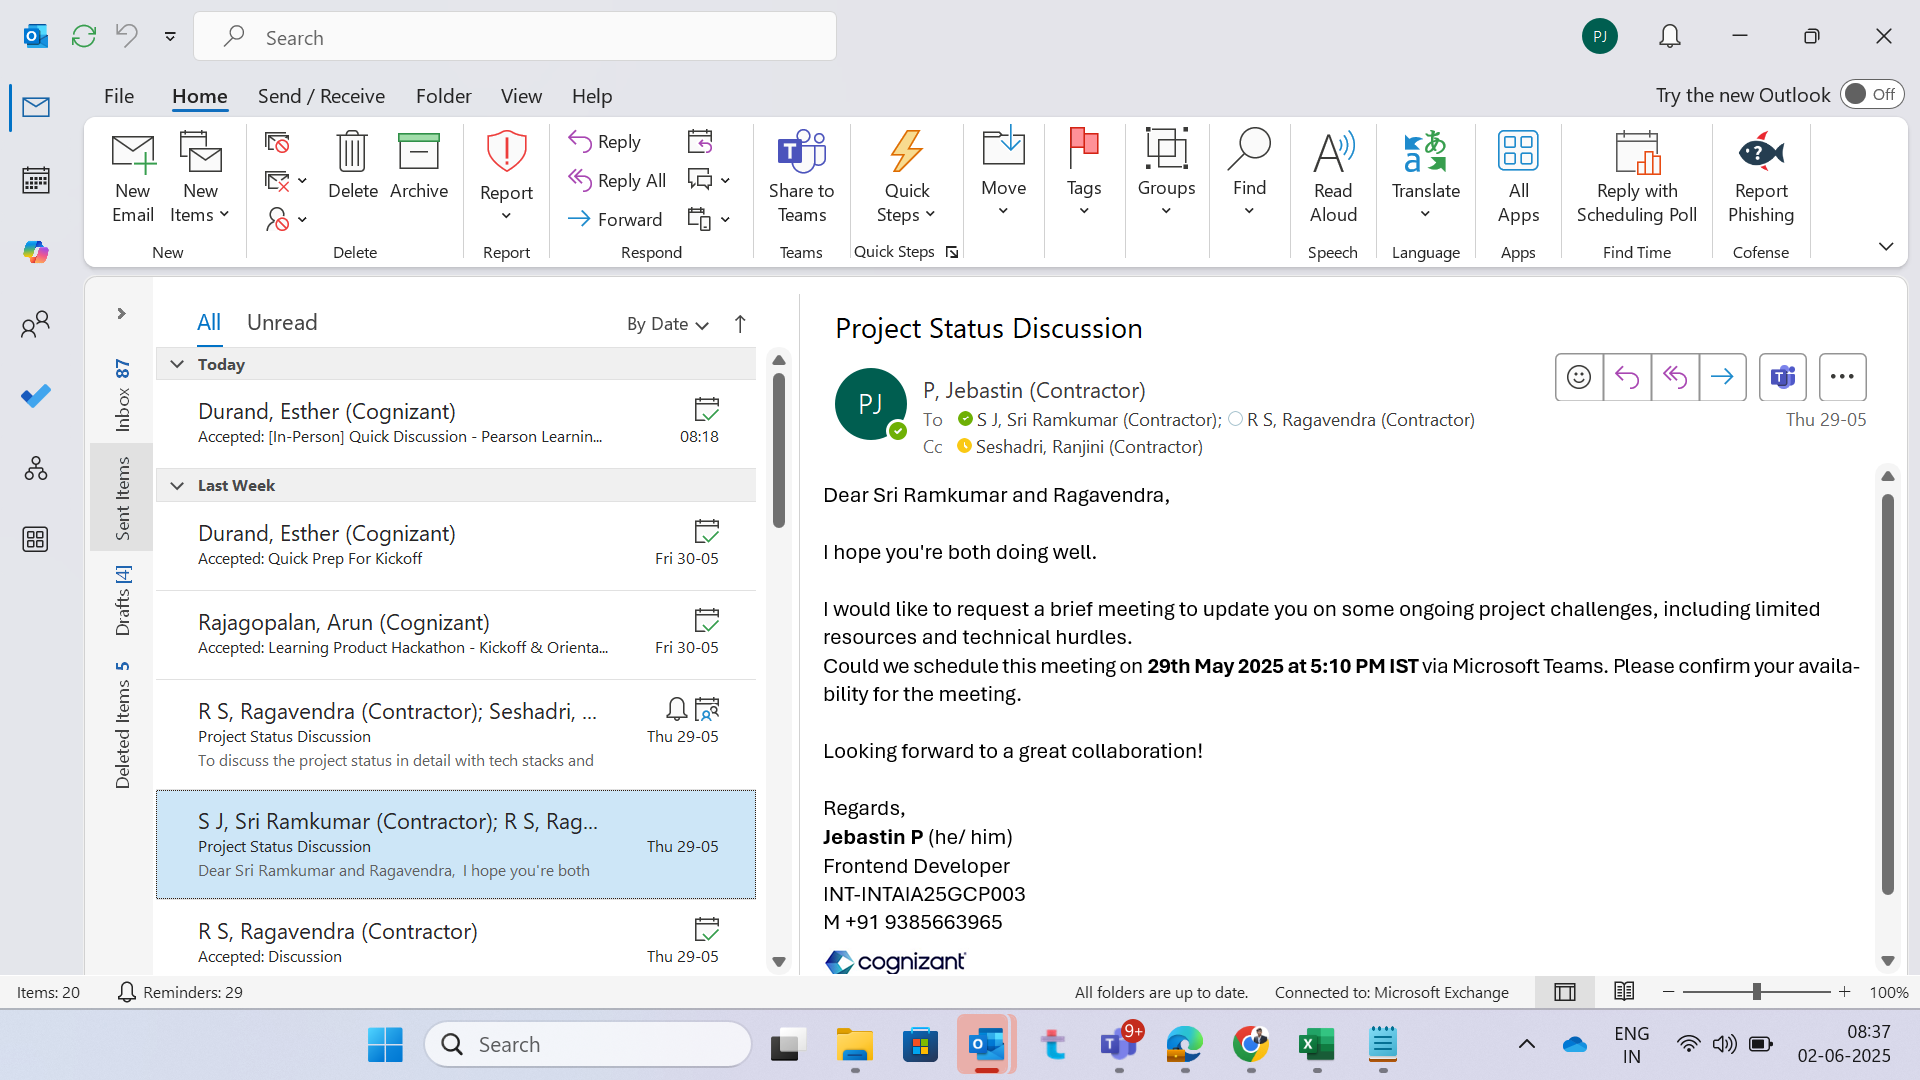 Search
PJ
File Home Send / Receive Folder View Help
Try the new Outlook Off
New Email
New Items
Delete
Archive
Report
Reply
Reply All
Forward
Share to Teams
Quick Steps
Move
Tags
Groups
Find
Read Aloud
Translate
All Apps
Reply with Scheduling Poll
Report Phishing
New
Delete
Report
Respond
Teams
Quick Steps
Speech
Language
Apps
Find Time
Cofense
Inbox 87
Sent Items
Drafts [4]
Deleted Items 5
All Unread By Date
Today
Durand, Esther (Cognizant)
Accepted: [In-Person] Quick Discussion - Pearson Learnin... 08:18
Last Week
Durand, Esther (Cognizant)
Accepted: Quick Prep For Kickoff Fri 30-05
Rajagopalan, Arun (Cognizant)
Accepted: Learning Product Hackathon - Kickoff & Orienta... Fri 30-05
R S, Ragavendra (Contractor); Seshadri, ...
Project Status Discussion Thu 29-05
To discuss the project status in detail with tech stacks and
S J, Sri Ramkumar (Contractor); R S, Rag...
Project Status Discussion Thu 29-05
Dear Sri Ramkumar and Ragavendra, I hope you're both
R S, Ragavendra (Contractor)
Accepted: Discussion Thu 29-05
Project Status Discussion
PJ
P, Jebastin (Contractor)
To S J, Sri Ramkumar (Contractor); R S, Ragavendra (Contractor) Thu 29-05
Cc Seshadri, Ranjini (Contractor)
Dear Sri Ramkumar and Ragavendra,
I hope you're both doing well.
I would like to request a brief meeting to update you on some ongoing project challenges, including limited
resources and technical hurdles.
Could we schedule this meeting on 29th May 2025 at 5:10 PM IST via Microsoft Teams. Please confirm your availa-
bility for the meeting.
Looking forward to a great collaboration!
Regards,
Jebastin P (he/ him)
Frontend Developer
INT-INTAIA25GCP003
M +91 9385663965
cognizant
Items: 20 Reminders: 29 All folders are up to date. Connected to: Microsoft Exchange 100%
Search
9+
ENG
IN
08:37
02-06-2025